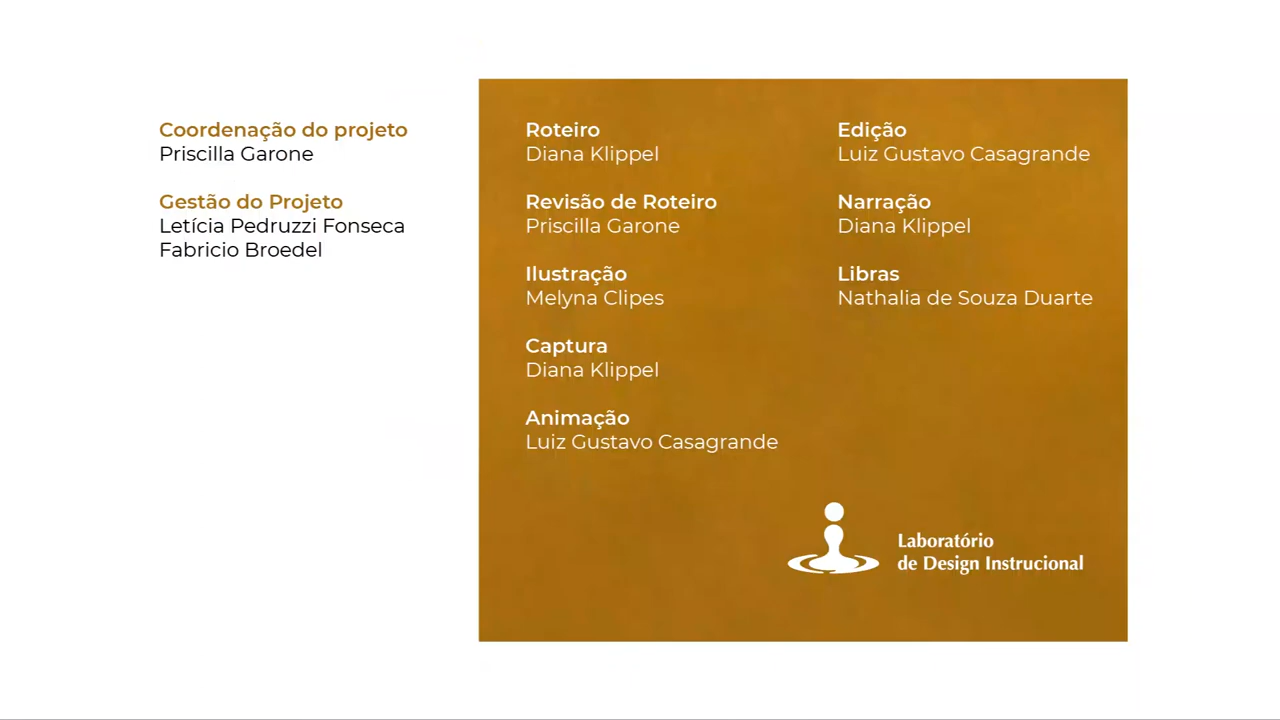 Coordenação do projeto
Priscilla Garone
Gestão do Projeto
Letícia Pedruzzi Fonseca
Fabricio Broedel
Roteiro
Diana Klippel
Revisão de Roteiro
Priscilla Garone
Ilustração
Melyna Clipes
Captura
Diana Klippel
Animação
Luiz Gustavo Casagrande
Edição
Luiz Gustavo Casagrande
Narração
Diana Klippel
Libras
Nathalia de Souza Duarte
Laboratório
de Design Instrucional